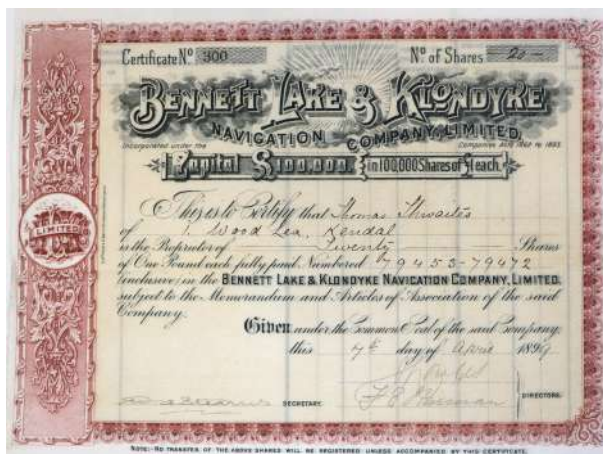 Certificate No 300 No of Shares 20 -
BENNETT LAKE & KLONDYKE
NAVIGATION COMPANY, LIMITED.
Incorporated under the Companies Acts 1862 to 1893.
Capital £100,000 in 100,000 Shares of £1 each.
This is to Certify that Thomas Thwaites
of 1. Wood Lea, Kendal
is the Proprietor of Twenty Shares
of One Pound each fully paid Numbered 79453-79472
(inclusive) in the BENNETT LAKE & KLONDYKE NAVIGATION COMPANY, LIMITED.
subject to the Memorandum and Articles of Association of the said
Company.
Given under the Common Seal of the said Company,
this 7th day of April 1899
SECRETARY.
DIRECTORS.
LIMITED
NOTE:- NO TRANSFER OF THE ABOVE SHARES WILL BE REGISTERED UNLESS ACCOMPANIED BY THIS CERTIFICATE.